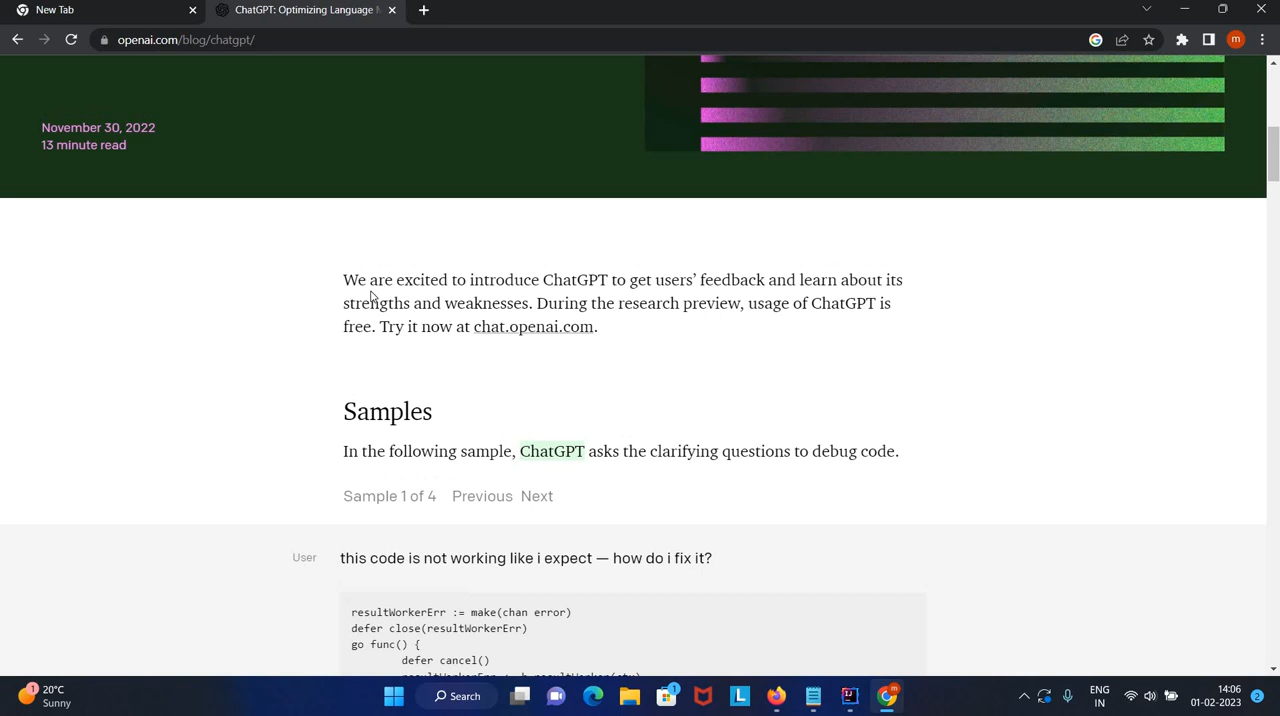 New Tab
ChatGPT: Optimizing Language
openai.com/blog/chatgpt/
m
November 30, 2022
13 minute read
We are excited to introduce ChatGPT to get users’ feedback and learn about its
strengths and weaknesses. During the research preview, usage of ChatGPT is
free. Try it now at chat.openai.com.
Samples
In the following sample, ChatGPT asks the clarifying questions to debug code.
Sample 1 of 4 Previous Next
User this code is not working like i expect — how do i fix it?
resultWorkerErr := make(chan error)
defer close(resultWorkerErr)
go func() {
defer cancel()
1
20°C
Sunny
Search
1
ENG
IN
14:06
01-02-2023
2